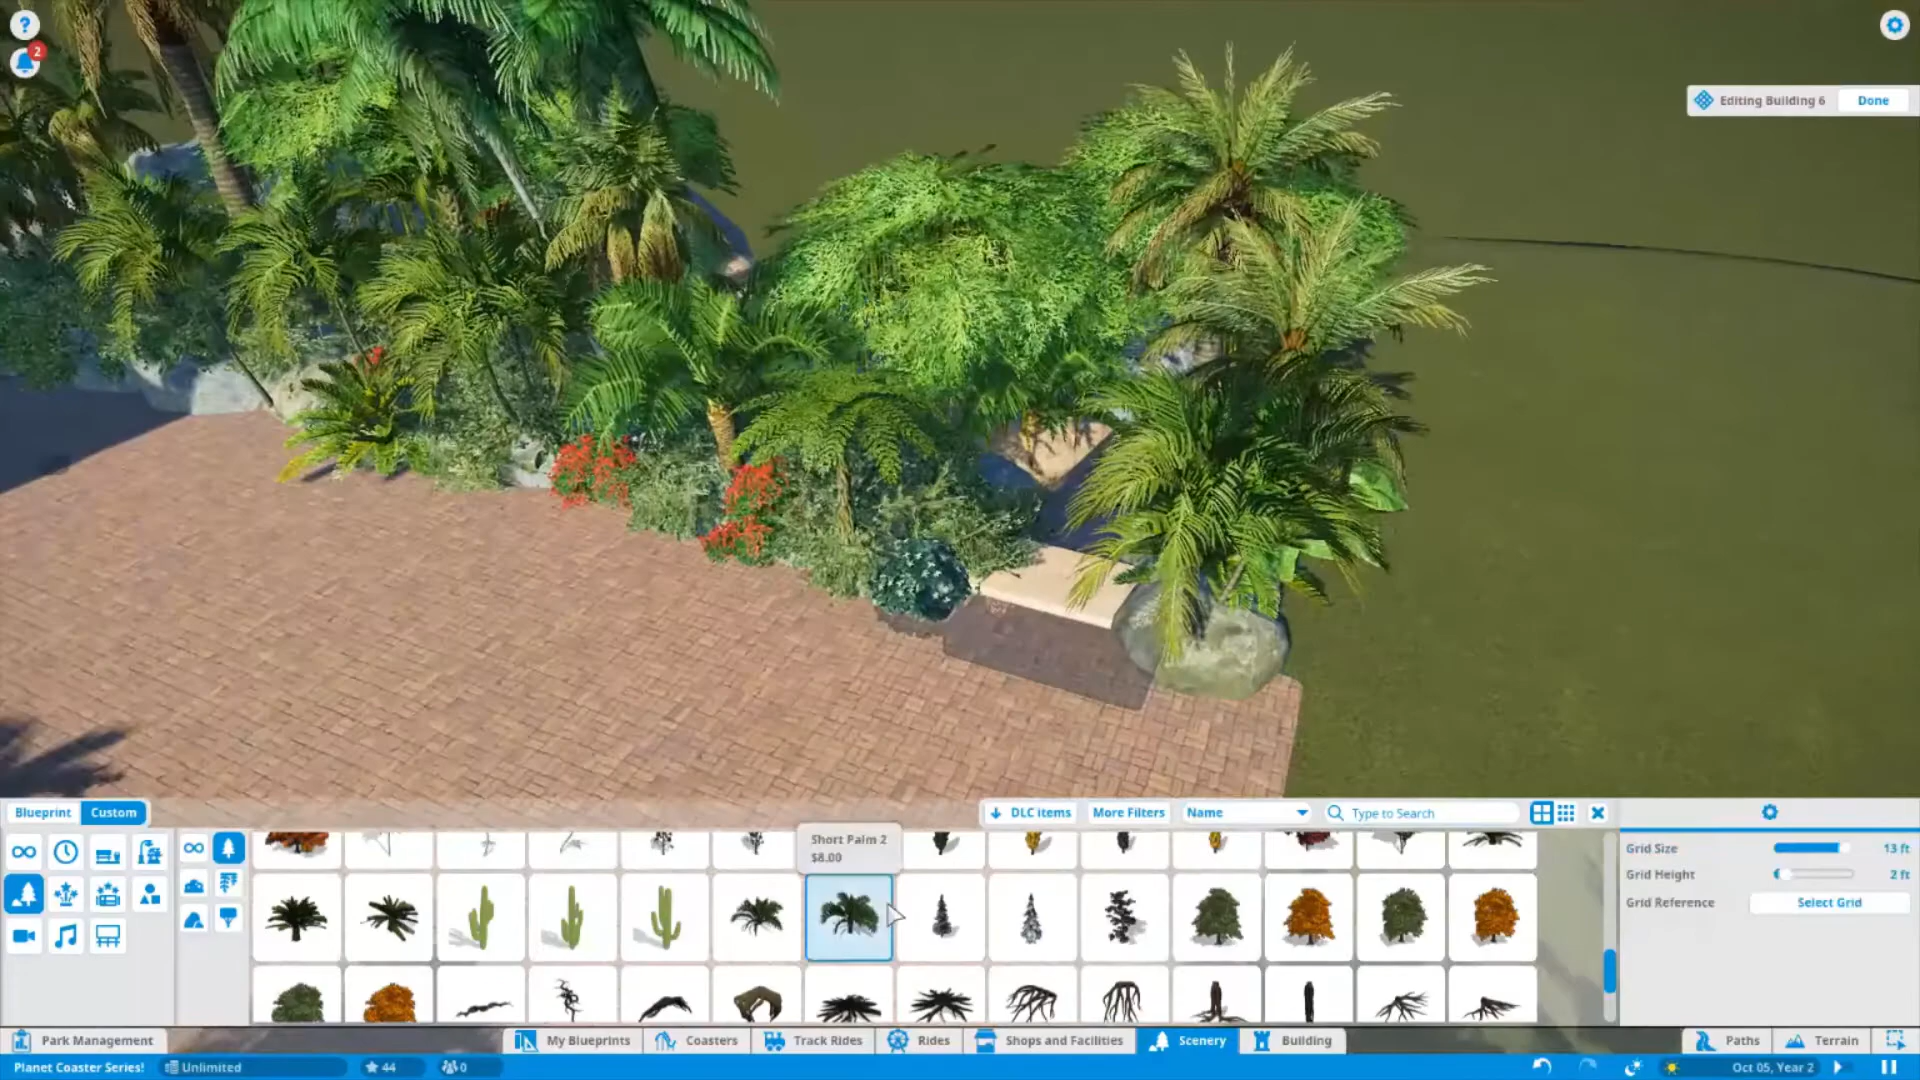 ?
2
Editing Building 6
Done
Blueprint
Custom
DLC items
More Filters
Name
Type to Search
Short Palm 2
$8.00
Grid Size
13 ft
Grid Height
2 ft
Grid Reference
Select Grid
Park Management
My Blueprints
Coasters
Track Rides
Rides
Shops and Facilities
Scenery
Building
Paths
Terrain
Planet Coaster Series!
Unlimited
44
0
Oct 05, Year 2